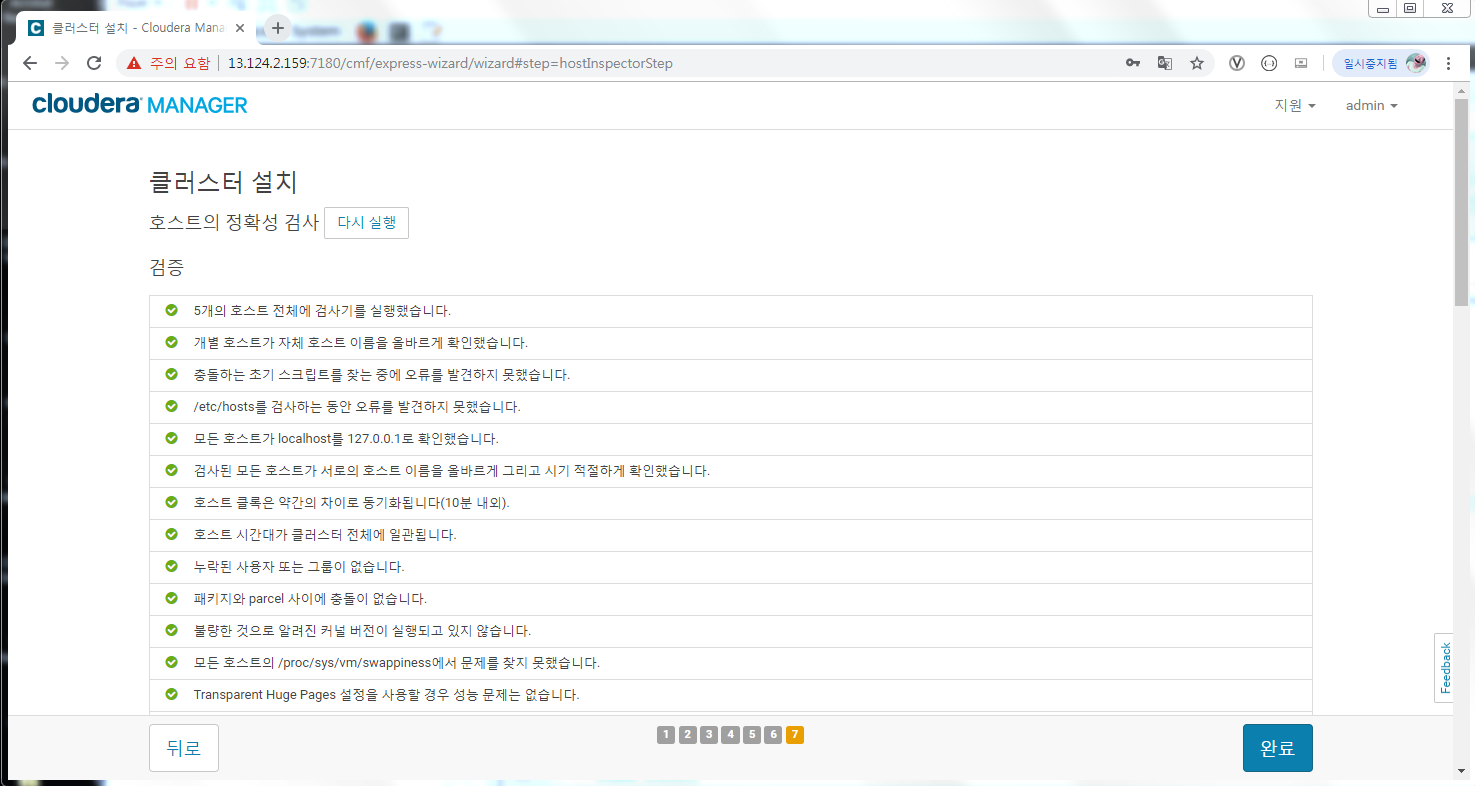 클러스터 설치 - Cloudera Mana
주의 요함 13.124.2.159:7180/cmf/express-wizard/wizard#step=hostInspectorStep 일시중지됨
cloudera MANAGER 지원 admin
클러스터 설치
호스트의 정확성 검사 다시 실행
검증
5개의 호스트 전체에 검사기를 실행했습니다.
개별 호스트가 자체 호스트 이름을 올바르게 확인했습니다.
충돌하는 초기 스크립트를 찾는 중에 오류를 발견하지 못했습니다.
/etc/hosts를 검사하는 동안 오류를 발견하지 못했습니다.
모든 호스트가 localhost를 127.0.0.1로 확인했습니다.
검사된 모든 호스트가 서로의 호스트 이름을 올바르게 그리고 시기 적절하게 확인했습니다.
호스트 클록은 약간의 차이로 동기화됩니다(10분 내외).
호스트 시간대가 클러스터 전체에 일관됩니다.
누락된 사용자 또는 그룹이 없습니다.
패키지와 parcel 사이에 충돌이 없습니다.
불량한 것으로 알려진 커널 버전이 실행되고 있지 않습니다.
모든 호스트의 /proc/sys/vm/swappiness에서 문제를 찾지 못했습니다.
Transparent Huge Pages 설정을 사용할 경우 성능 문제는 없습니다.
Feedback
뒤로 1 2 3 4 5 6 7 완료